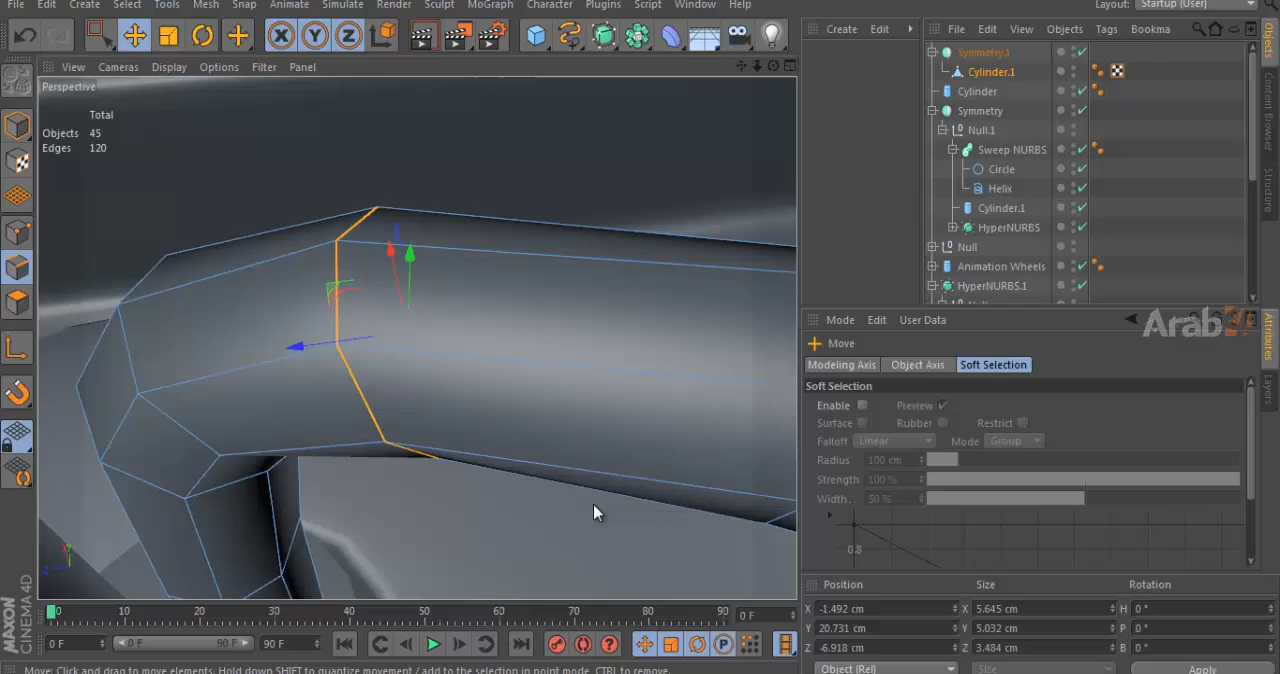 File Edit Create Select Tools Mesh Snap Animate Simulate Render Sculpt MoGraph Character Plugins Script Window Help
Layout: Startup (User)
Create Edit
File Edit View Objects Tags Bookma
View Cameras Display Options Filter Panel
Perspective
Total
Objects 45
Edges 120
Symmetry.1
Cylinder.1
Cylinder
Symmetry
Null.1
Sweep NURBS
Circle
Helix
Cylinder.1
HyperNURBS
Null
Animation Wheels
HyperNURBS.1
Objects
Content Browser
Structure
Attributes
Layers
Mode Edit User Data
Arab
Move
Modeling Axis Object Axis Soft Selection
Soft Selection
Enable Preview
Surface Rubber Restrict
Falloff Linear Mode Group
Radius 100 cm
Strength 100 %
Width.. 50 %
0.8
0 10 20 30 40 50 60 70 80 90 0 F
0 F 0 F 90 F 90 F
Position Size Rotation
X -1.492 cm X 5.645 cm H 0 °
Y 20.731 cm Y 5.032 cm P 0 °
Z -6.918 cm Z 3.484 cm B 0 °
Object (Rel) Size Apply
MAXON CINEMA4D
Move: Click and drag to move elements. Hold down SHIFT to quantize movement / add to the selection in point mode, CTRL to remove.